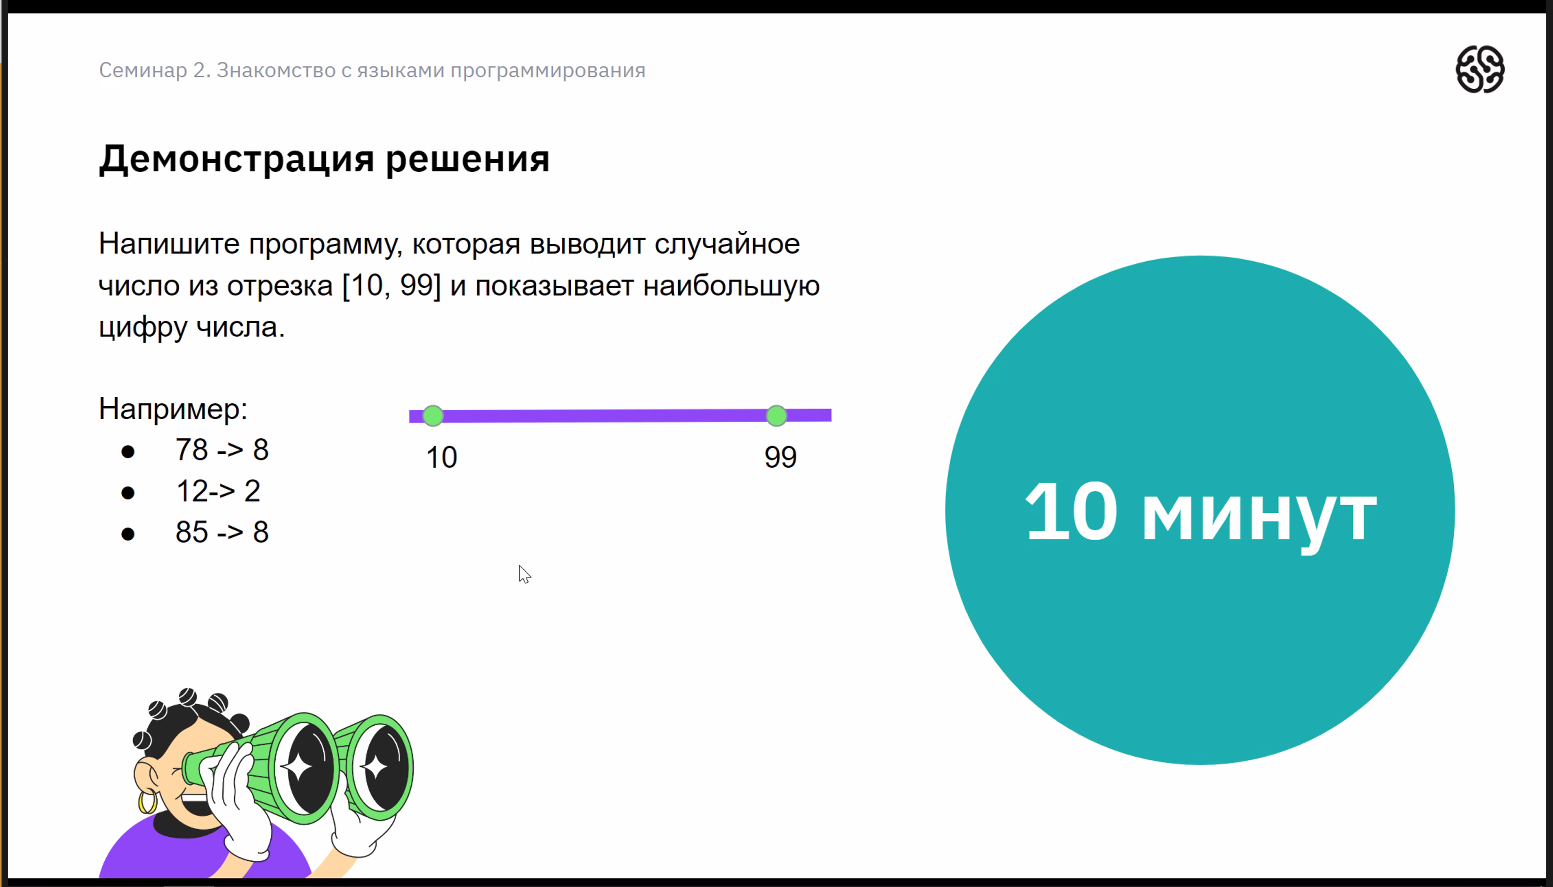 Семинар 2. Знакомство с языками программирования
Демонстрация решения
Напишите программу, которая выводит случайное
число из отрезка [10, 99] и показывает наибольшую
цифру числа.
Например:
● 78 -> 8
● 12-> 2
● 85 -> 8
10
99
10 минут